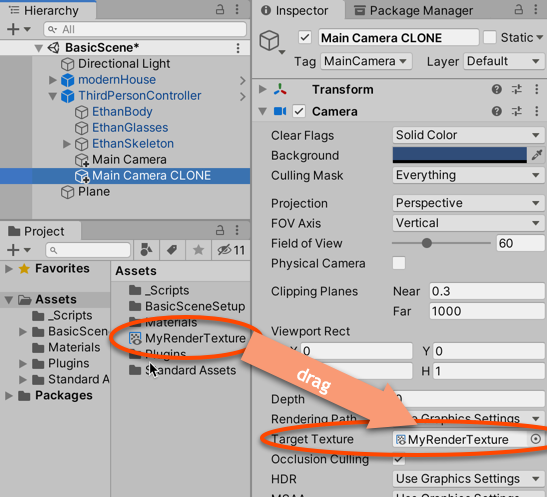 Hierarchy
All
BasicScene*
Directional Light
modernHouse
ThirdPersonController
EthanBody
EthanGlasses
EthanSkeleton
Main Camera
Main Camera CLONE
Plane
Project
11
Favorites
Assets
_Scripts
BasicScen
Materials
Plugins
Standard A
Packages
Assets
_Scripts
BasicSceneSetup
Materials
MyRenderTexture
Plugins
Standard Assets
Inspector
Package Manager
Main Camera CLONE
Static
Tag MainCamera Layer Default
Transform
Camera
Clear Flags Solid Color
Background
Culling Mask Everything
Projection Perspective
FOV Axis Vertical
Field of View 60
Physical Camera
Clipping Planes Near 0.3
Far 1000
Viewport Rect
X 0 Y 0
H 1
drag
Depth 0
Rendering Path Use Graphics Settings
Target Texture MyRenderTexture
Occlusion Culling
HDR Use Graphics Settings
MSAA Use Graphics Settings